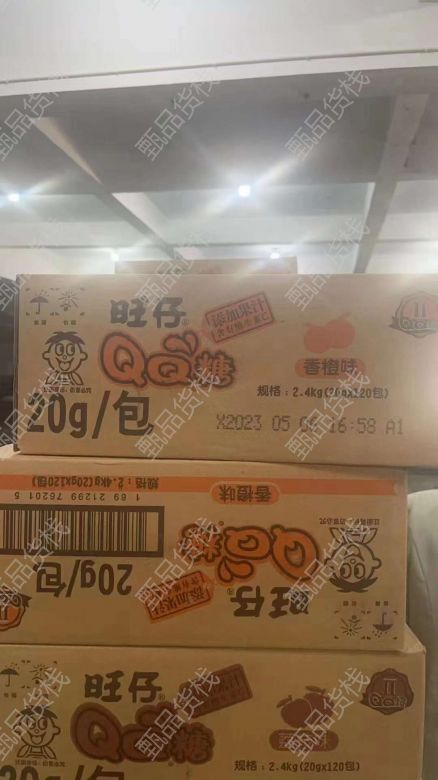 旺仔®
QQ糖
添加果汁
香橙味
规格：2.4kg(20gx120包)
20g/包
X2023 05 0 16:58 A1
规格：2.4kg(20gx120包)
香橙味
添加果汁
QQ糖
旺仔®
20g/包
旺仔®
QQ糖
规格：2.4kg(20gx120包)
甄品货栈